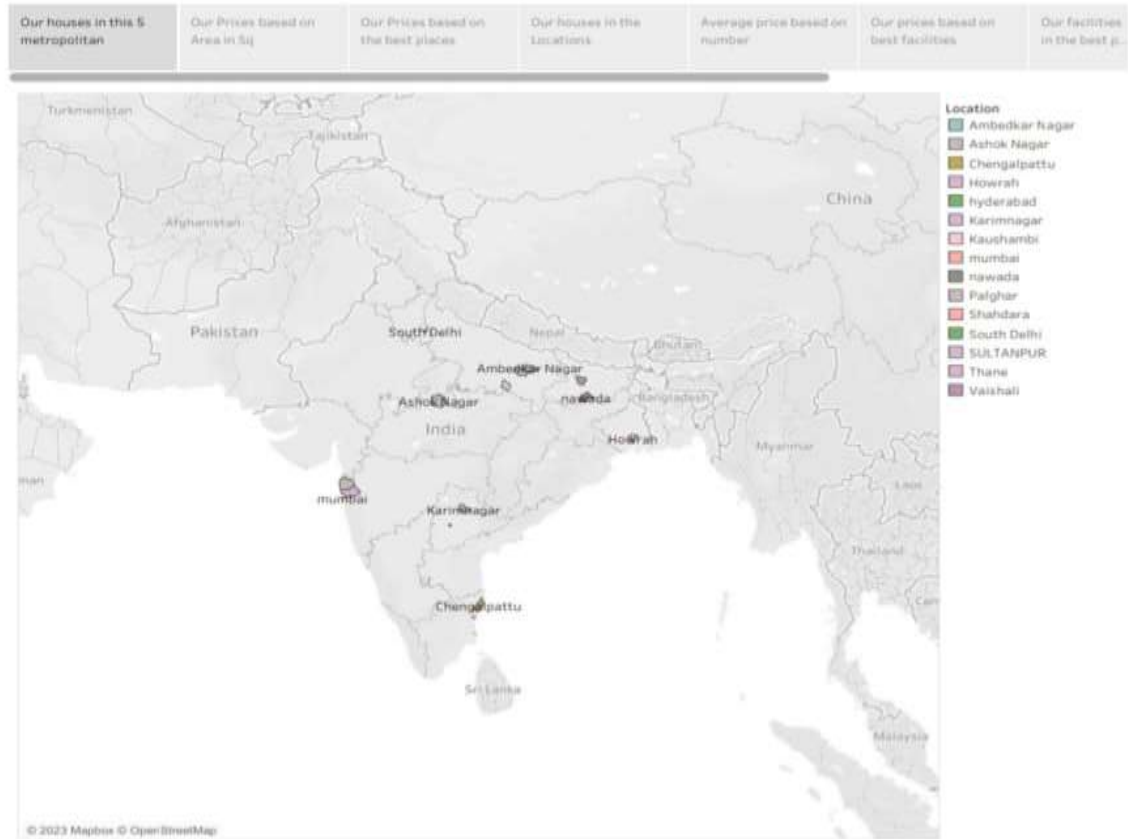 Our houses in this 5
metropolitan
Our Prices based on
Area in Sq
Our Prices based on
the best places
Our houses in the
Locations
Average price based on
number
Our prices based on
best facilities
Our facilities
in the best p...
Turkmenistan
Tajikistan
China
Afghanistan
Pakistan
South Delhi
Nepal
Bhutan
Ambedkar Nagar
Ashok Nagar
nawada
Bangladesh
India
Howrah
Myanmar
man
Laos
mumbai
Karimnagar
Thailand
Chengalpattu
Cam
Sri Lanka
Malaysia
© 2023 Mapbox © OpenStreetMap
Location
Ambedkar Nagar
Ashok Nagar
Chengalpattu
Howrah
hyderabad
Karimnagar
Kaushambi
mumbai
nawada
Palghar
Shahdara
South Delhi
SULTANPUR
Thane
Vaishali